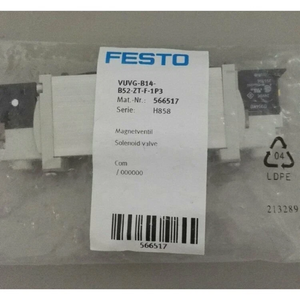 FESTO
VUVG-B14-
B52-ZT-F-1P3
Mat.-Nr.: 566517
Serie: H858
Magnetventil
Solenoid valve
Com
/ 000000
566517
04
LDPE
213289